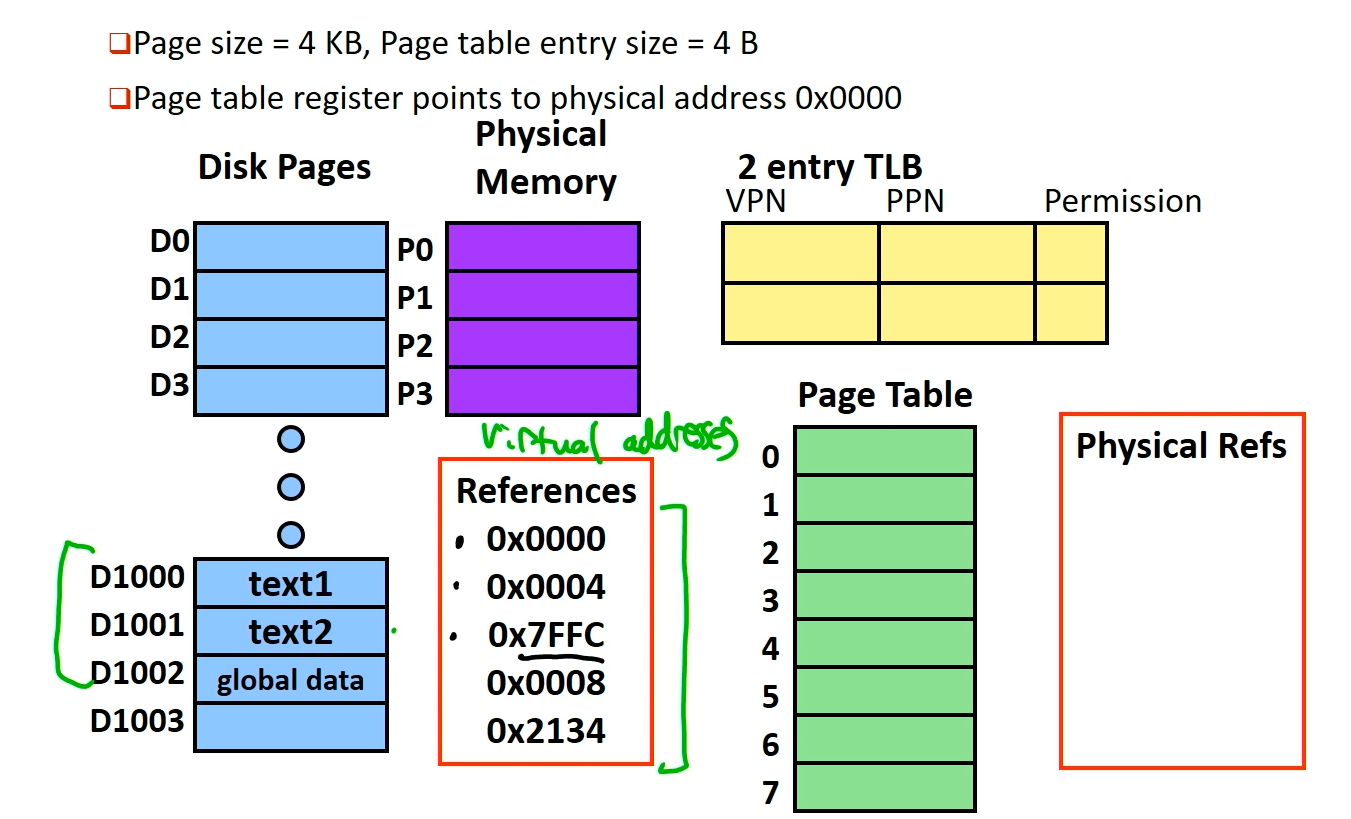 ❑Page size = 4 KB, Page table entry size = 4 B
❑Page table register points to physical address 0x0000
Disk Pages
D0
D1
D2
D3
D1000 text1
D1001 text2
D1002 global data
D1003
Physical
Memory
P0
P1
P2
P3
2 entry TLB
VPN PPN Permission
Virtual addresses
References
0x0000
0x0004
0x7FFC
0x0008
0x2134
Page Table
0
1
2
3
4
5
6
7
Physical Refs